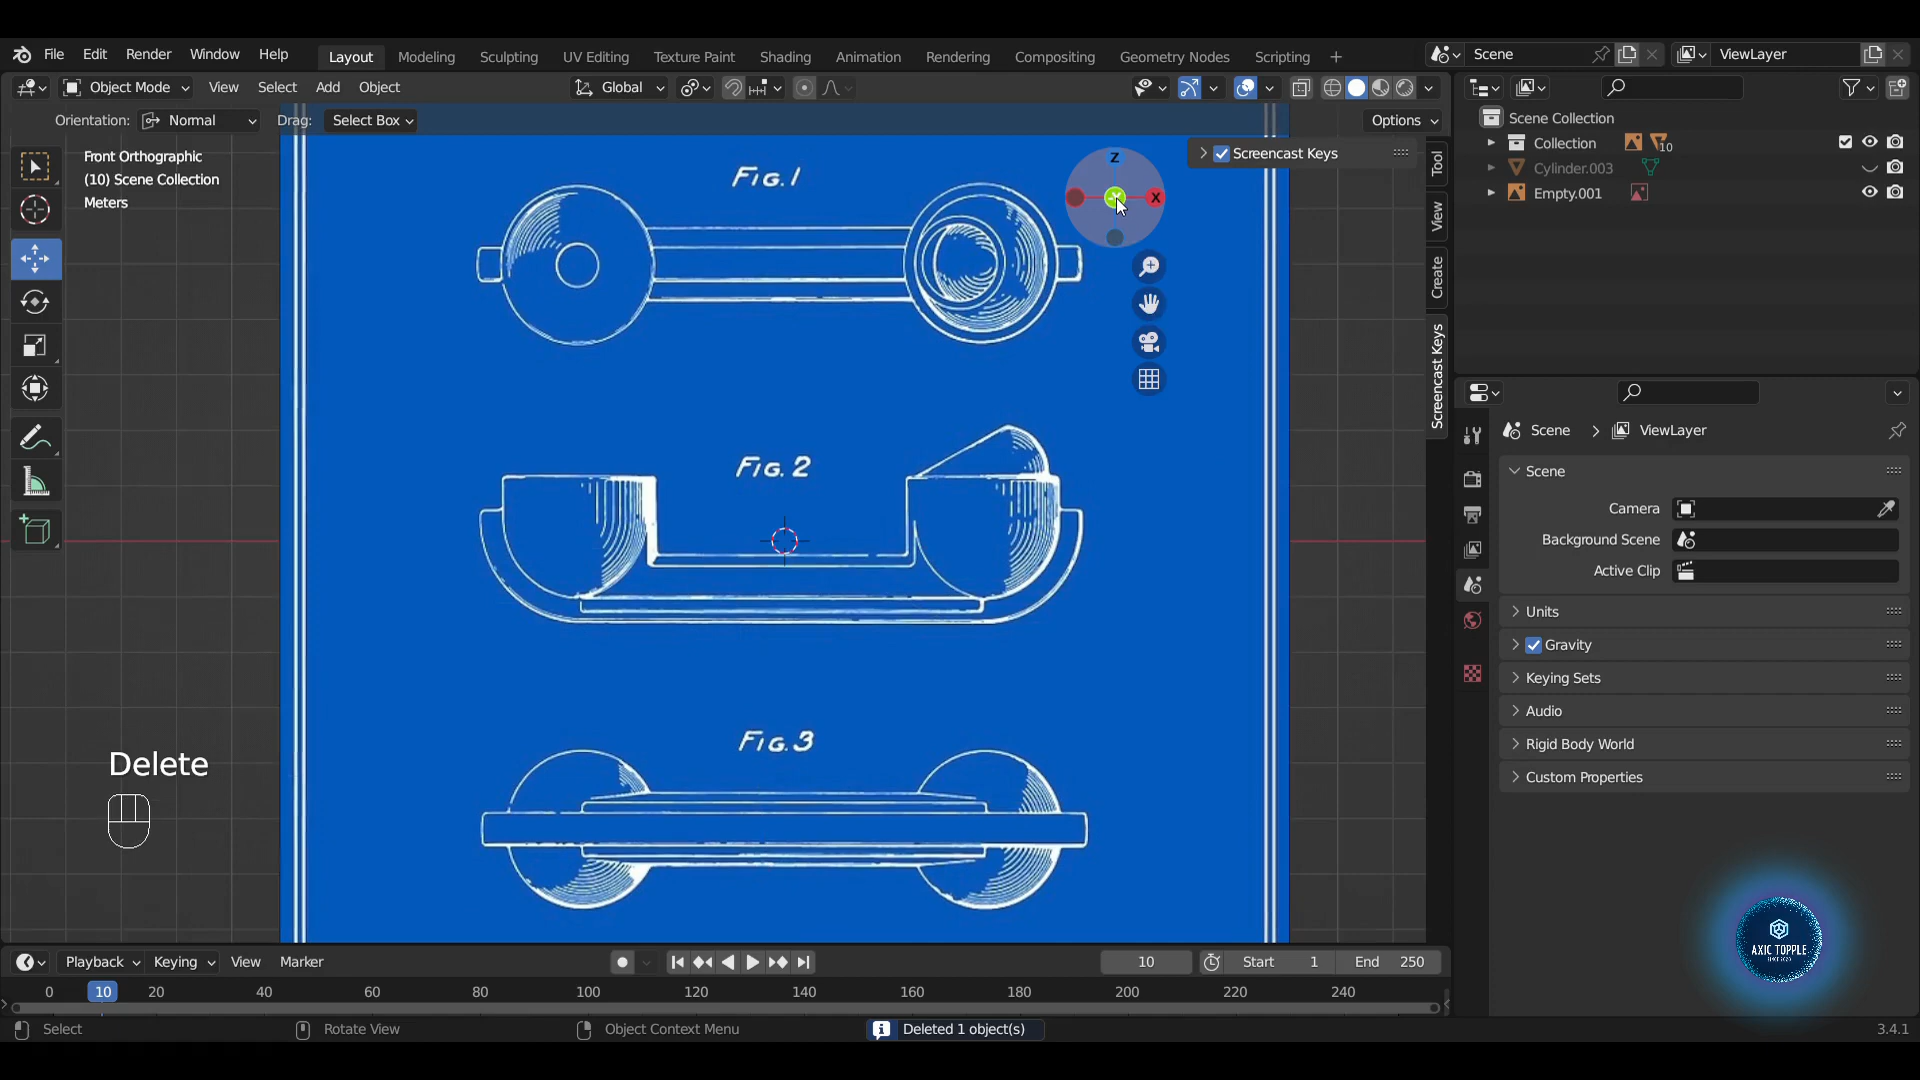 File Edit Render Window Help Layout Modeling Sculpting UV Editing Texture Paint Shading Animation Rendering Compositing Geometry Nodes Scripting + Scene ViewLayer
Object Mode View Select Add Object Global
Orientation: Normal Drag: Select Box Options
Front Orthographic
(10) Scene Collection
Meters
Fig.1
Z
X
Screencast Keys
Tool
View
Create
Screencast Keys
Fig.2
Fig.3
Delete
Scene Collection
Collection 10
Cylinder.003
Empty.001
Scene ViewLayer
Scene
Camera
Background Scene
Active Clip
Units
Gravity
Keying Sets
Audio
Rigid Body World
Custom Properties
AXIC TOPPLE
SINCE 2020
Playback Keying View Marker 10 Start 1 End 250
0 10 20 40 60 80 100 120 140 160 180 200 220 240
Select Rotate View Object Context Menu Deleted 1 object(s) 3.4.1